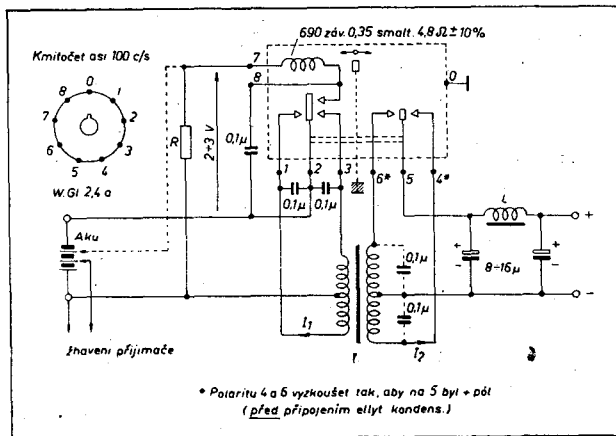 690 záv. 0,35 smalt. 4,8 Ω ± 10%
Kmitočet asi 100 c/s
0
1
2
3
4
5
6
7
8
W.Gl 2,4 a
7
8
0
R
2÷3 V
0,1µ
1
2
3
6*
5
4*
0,1µ
0,1µ
Aku
L
+
+
+
-
-
-
8-16µ
0,1µ
0,1µ
I1
I2
žhavení přijímače
• Polaritu 4 a 6 vyzkoušet tak, aby na 5 byl + pól
(před připojením ellyt kondens.)